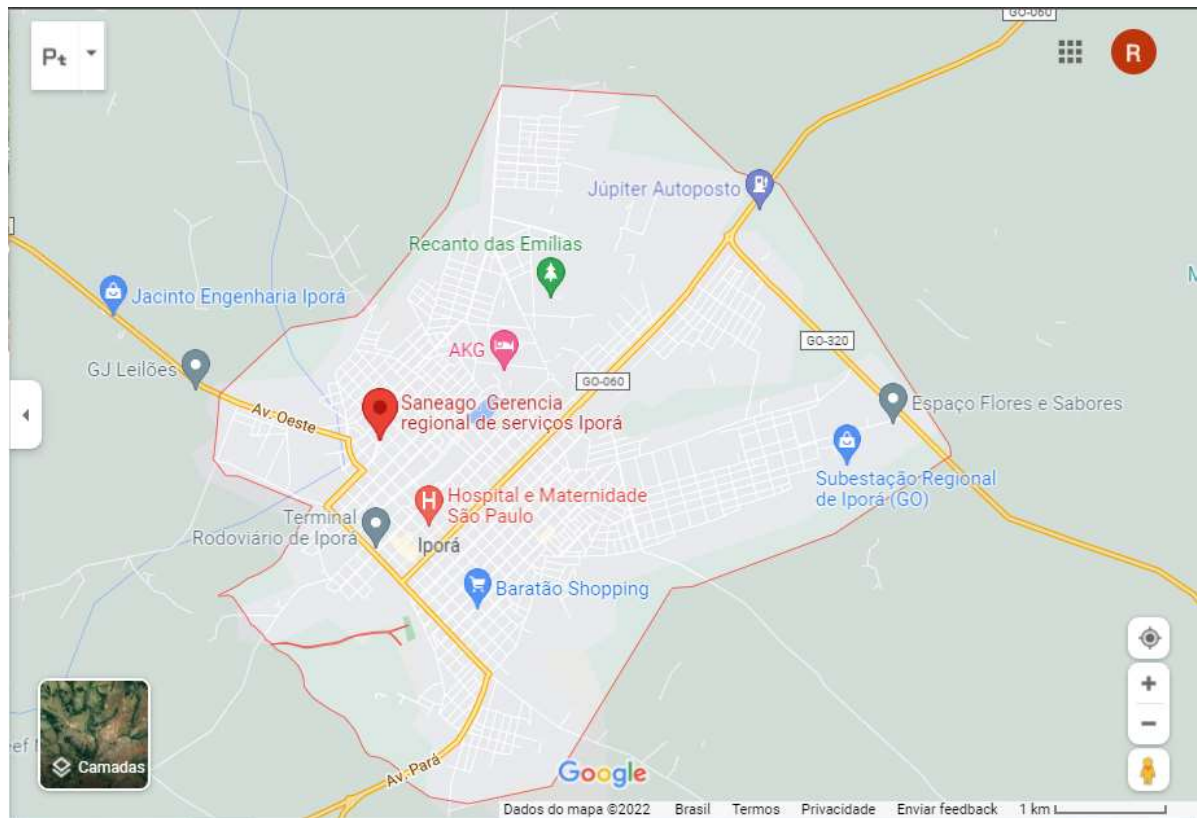 GO-060
Pt
R
Júpiter Autoposto
Recanto das Emílias
M
Jacinto Engenharia Iporá
GO-320
AKG
GJ Leilões
GO-060
Av. Oeste
Saneago, Gerencia
regional de serviços Iporá
Espaço Flores e Sabores
Subestação Regional
de Iporá (GO)
Hospital e Maternidade
São Paulo
Terminal
Rodoviário de Iporá
Iporá
Baratão Shopping
Camadas
Av. Pará
Google
Dados do mapa ©2022 Brasil Termos Privacidade Enviar feedback 1 km